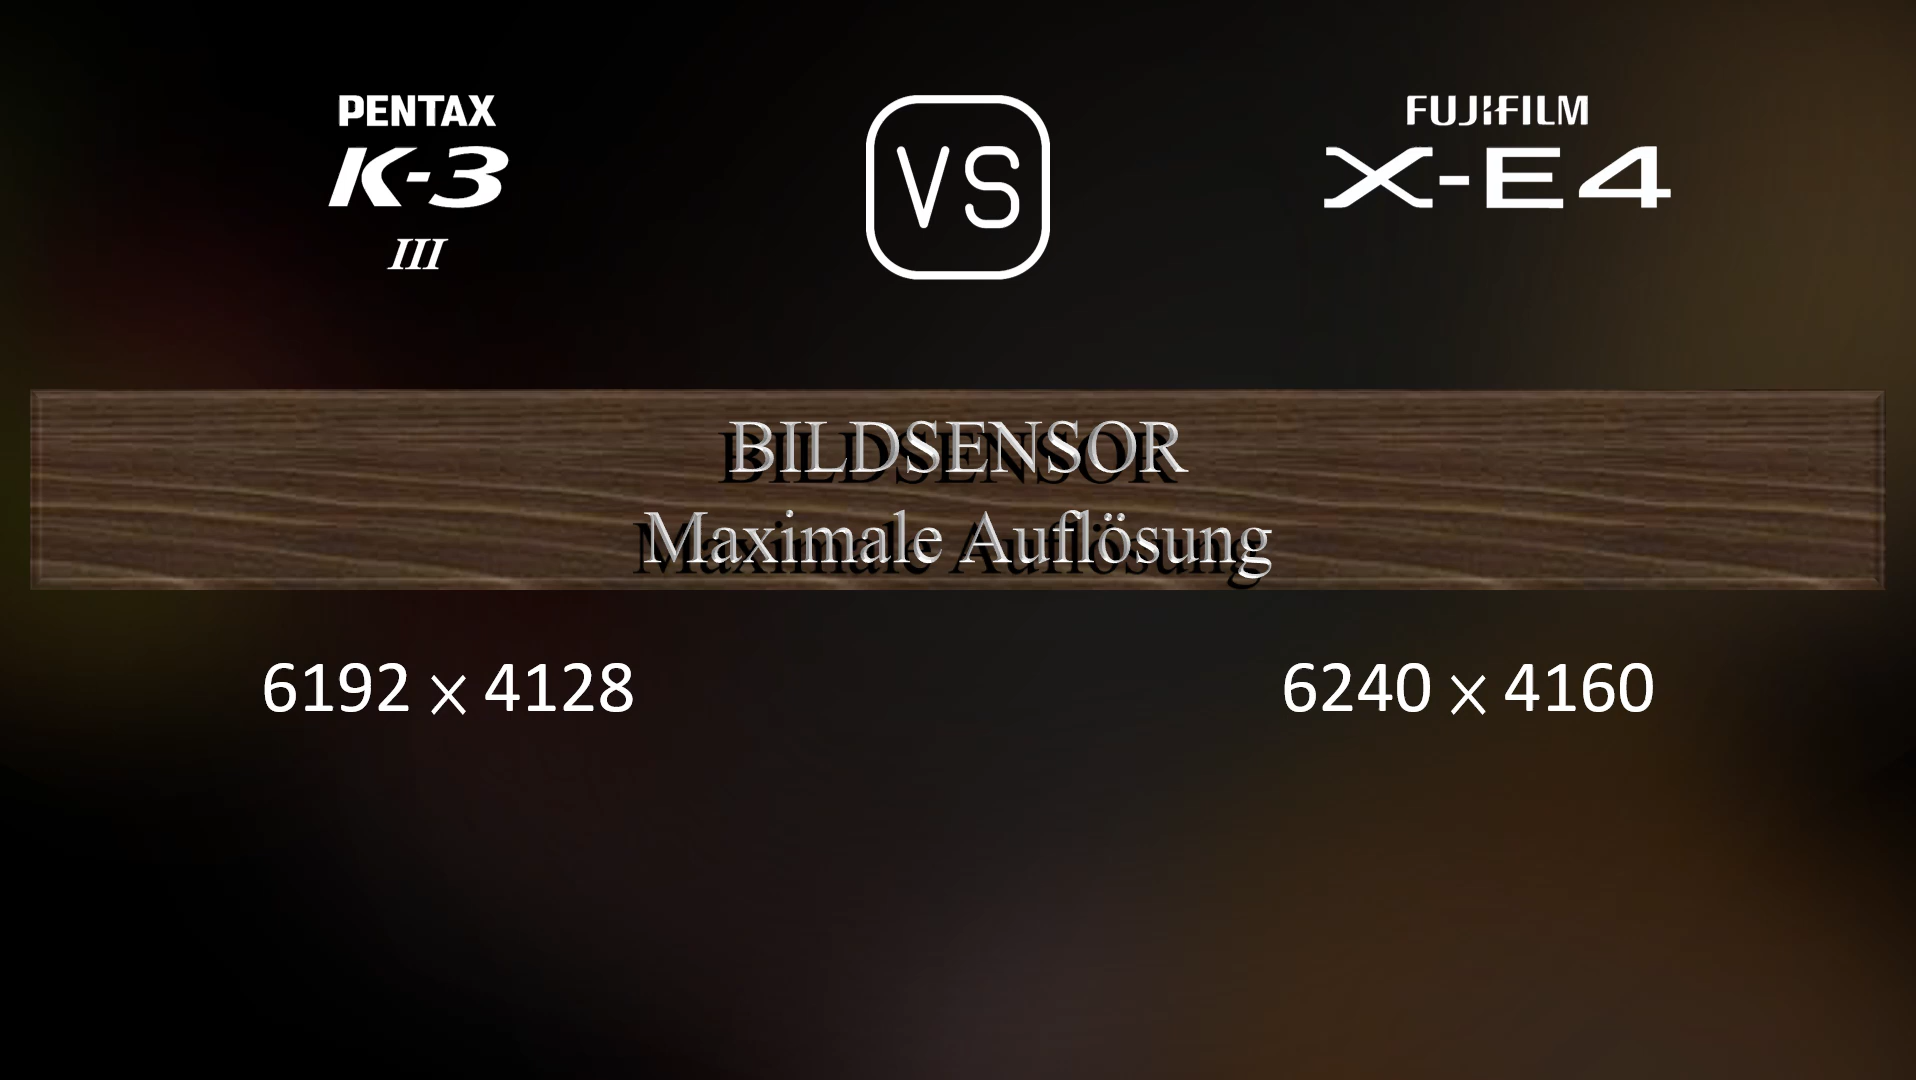 PENTAX
K-3
III
VS
FUJIFILM
X-E4
BILDSENSOR
Maximale Auflösung
6192 x 4128
6240 x 4160